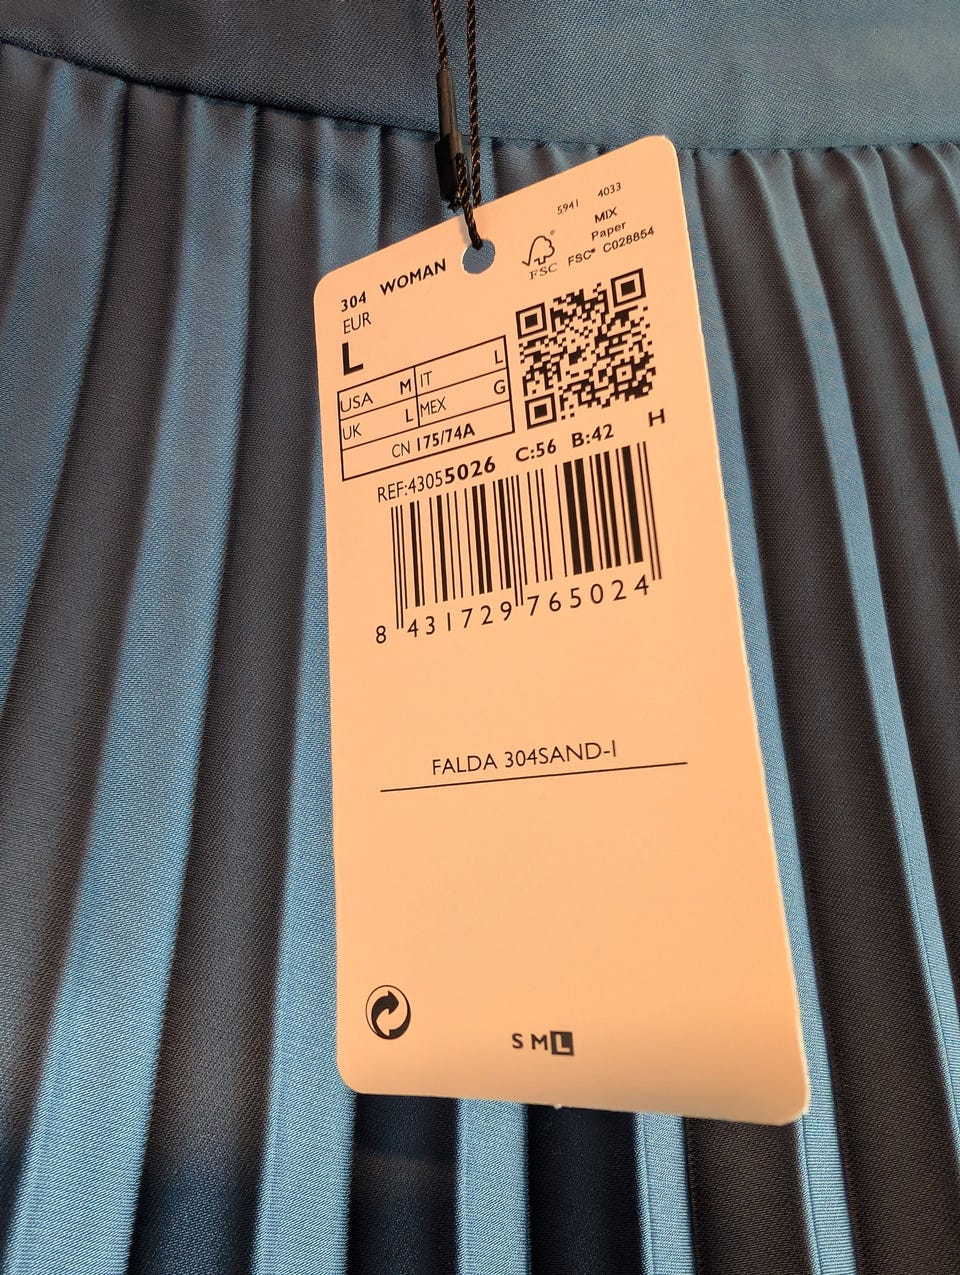 5941 4033
MIX
Paper
FSC® C028854
FSC
304 WOMAN
EUR
L
USA M IT L
UK L MEX G
CN 175/74A
REF:43055026 C:56 B:42 H
8 431729 765024
FALDA 304SAND-I
S M L